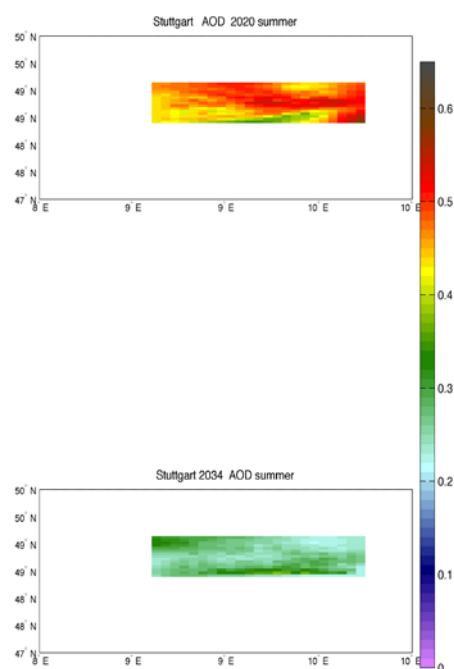 Stuttgart AOD 2020 summer
50° N
50° N
49° N
49° N
48° N
48° N
47° N
8° E
9° E
9° E
10° E
10° E
0.6
0.5
0.4
0.3
0.2
0.1
0
Stuttgart 2034 AOD summer
50° N
50° N
49° N
49° N
48° N
48° N
47° N
8° E
9° E
9° E
10° E
10° E